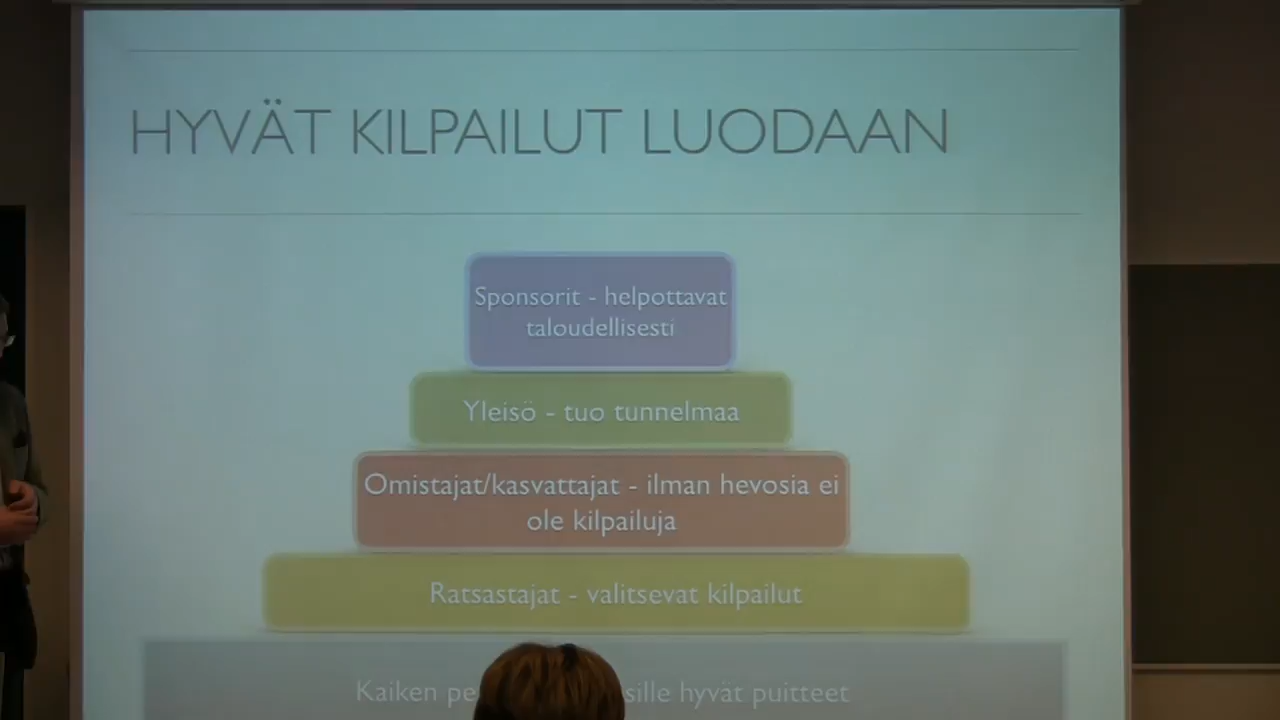 HYVÄT KILPAILUT LUODAAN
Sponsorit - helpottavat
taloudellisesti
Yleisö - tuo tunnelmaa
Omistajat/kasvattajat - ilman hevosia ei
ole kilpailuja
Ratsastajat - valitsevat kilpailut
Kaiken hyvät puitteet